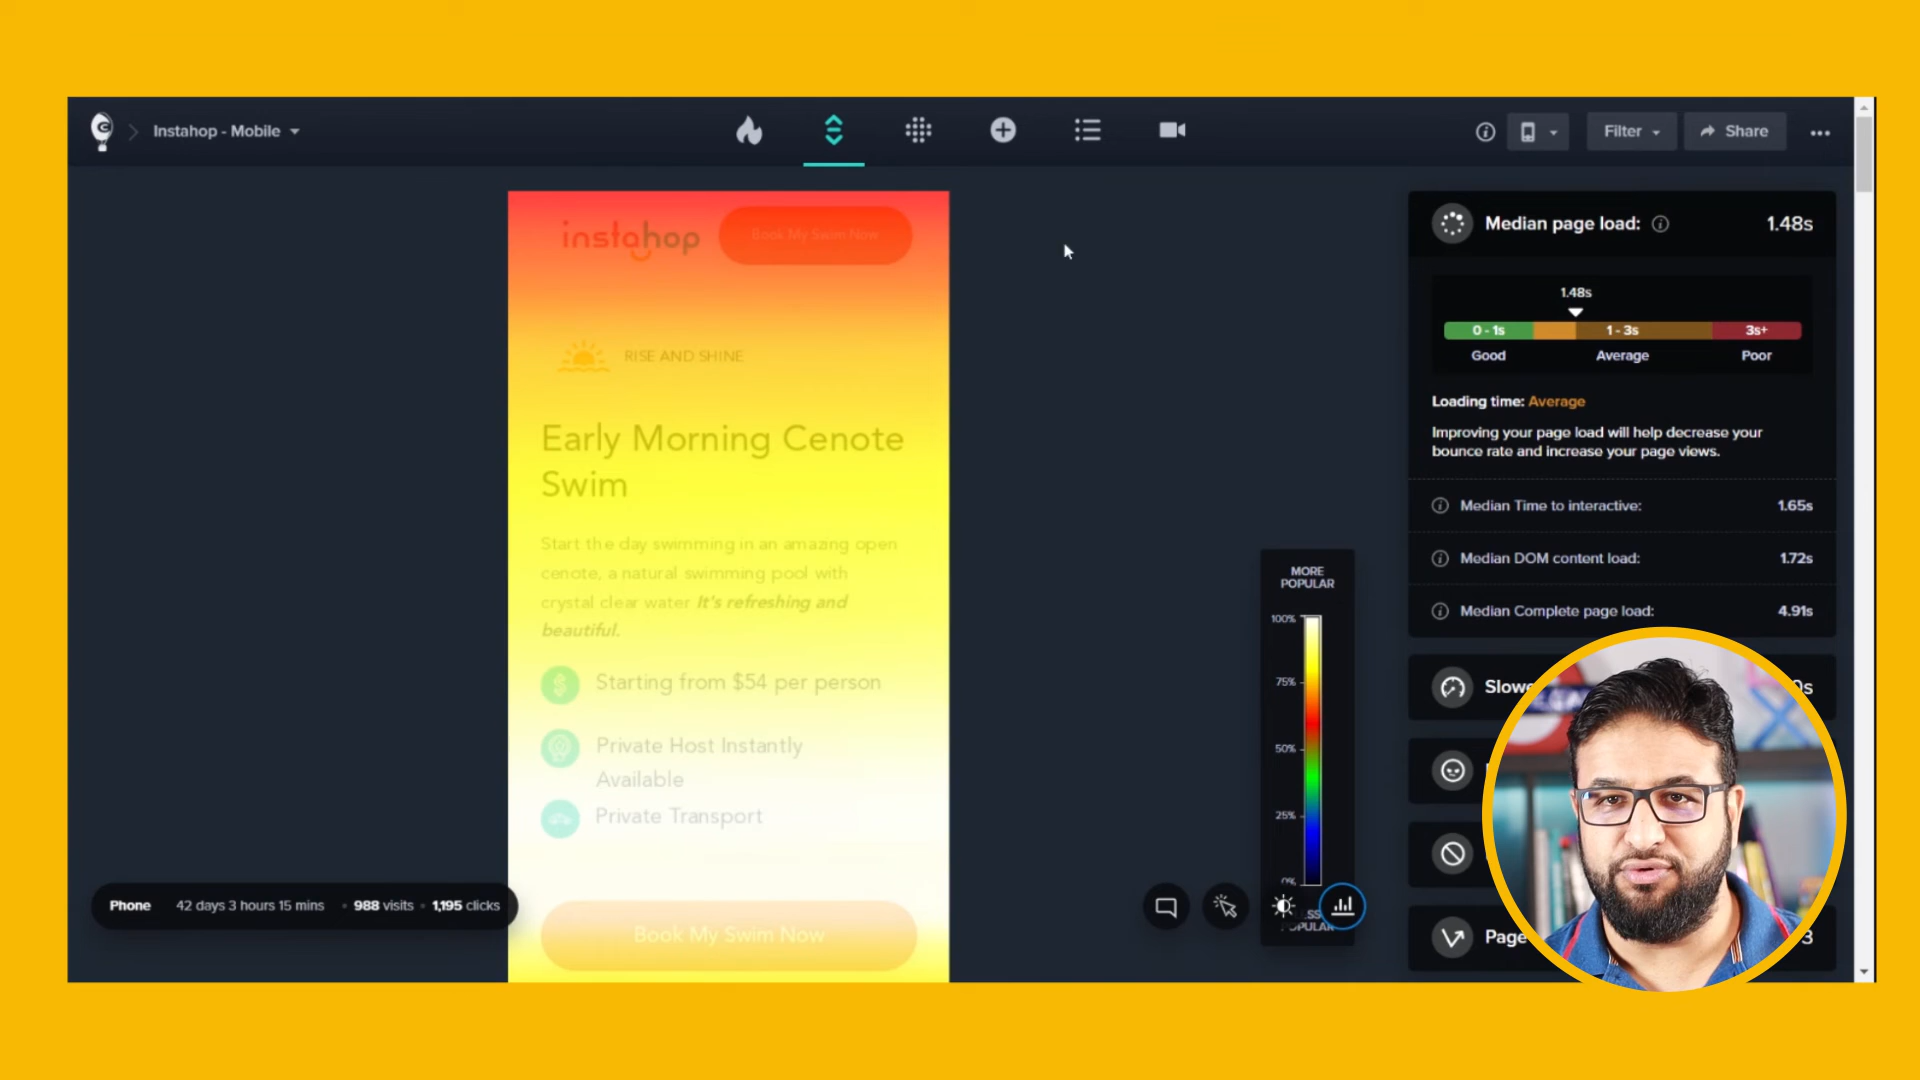 Instahop - Mobile
Filter
Share
instahop
Book My Swim Now
RISE AND SHINE
Early Morning Cenote
Swim
Start the day swimming in an amazing open
cenote, a natural swimming pool with
crystal clear water It's refreshing and
beautiful.
Starting from $54 per person
Private Host Instantly
Available
Private Transport
Book My Swim Now
Phone 42 days 3 hours 15 mins • 988 visits • 1,195 clicks
MORE
POPULAR
100%
75%
50%
25%
0%
POPULAR
Median page load: 1.48s
1.48s
0 - 1s 1 - 3s 3s+
Good Average Poor
Loading time: Average
Improving your page load will help decrease your
bounce rate and increase your page views.
Median Time to interactive: 1.65s
Median DOM content load: 1.72s
Median Complete page load: 4.91s
Page